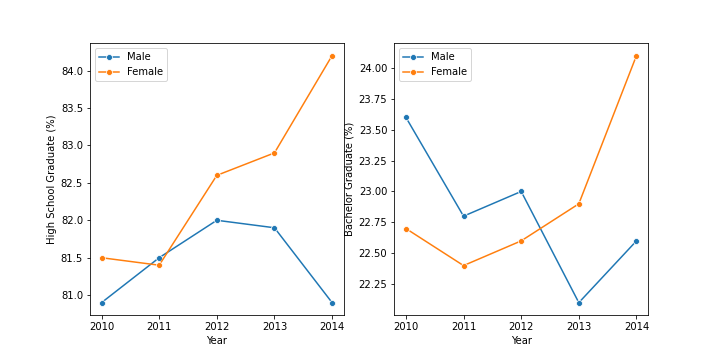 Male
Female
84.0
83.5
83.0
82.5
82.0
81.5
81.0
High School Graduate (%)
2010 2011 2012 2013 2014
Year
Male
Female
24.00
23.75
23.50
23.25
23.00
22.75
22.50
22.25
Bachelor Graduate (%)
2010 2011 2012 2013 2014
Year